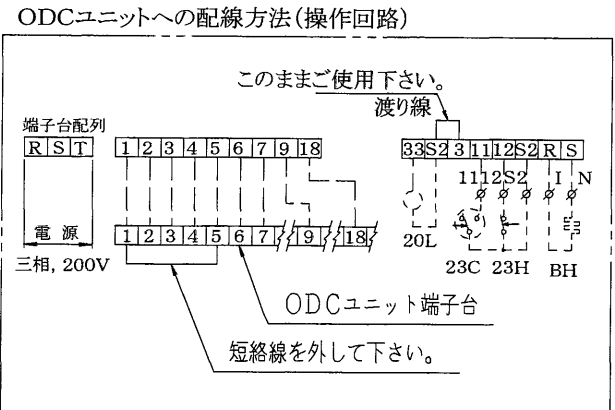 ODCユニットへの配線方法(操作回路)
このままご使用下さい。
渡り線
端子台配列
R S T
1 2 3 4 5 6 7 9 18
33 S2 3 11 12 S2 R S
11 12 S2 I N
電源
三相, 200V
1 2 3 4 5 6 7 9 18
20L
23C 23H BH
ODCユニット端子台
短絡線を外して下さい。